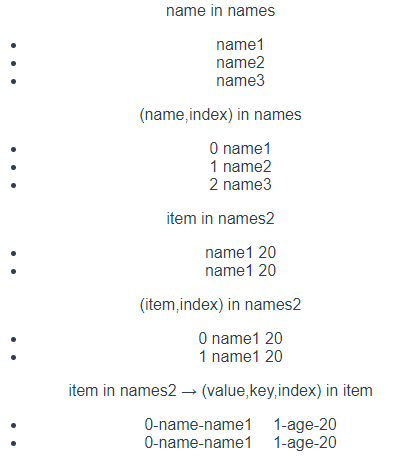 name in names
• name1
• name2
• name3
(name,index) in names
• 0 name1
• 1 name2
• 2 name3
item in names2
• name1 20
• name1 20
(item,index) in names2
• 0 name1 20
• 1 name1 20
item in names2 → (value,key,index) in item
• 0-name-name1 1-age-20
• 0-name-name1 1-age-20